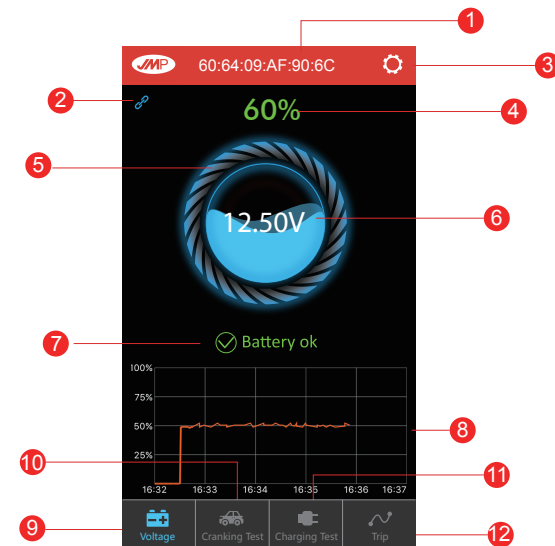 1
JMP 60:64:09:AF:90:6C 3
2 60% 4
5
12.50V 6
7 Battery ok
100%
75%
50% 8
25%
10 11
16:32 16:33 16:34 16:35 16:36 16:37
9 Voltage Cranking Test Charging Test Trip 12